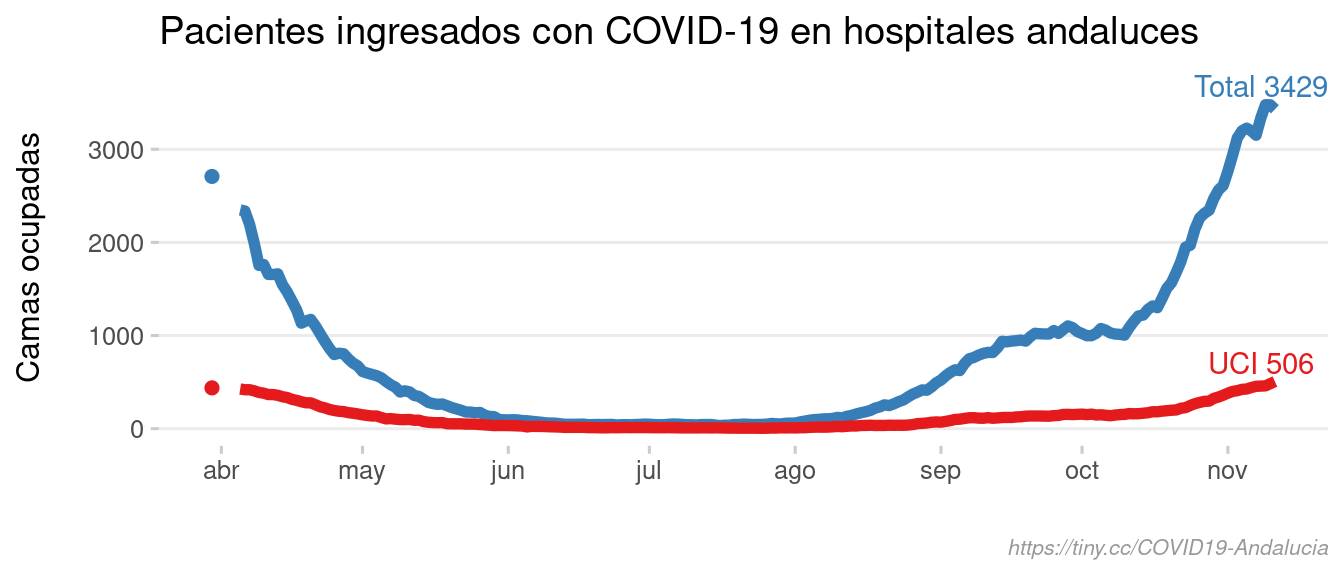 Pacientes ingresados con COVID-19 en hospitales andaluces
Total 3429
Camas ocupadas
3000
2000
1000
0
UCI 506
abr may jun jul ago sep oct nov
https://tiny.cc/COVID19-Andalucia